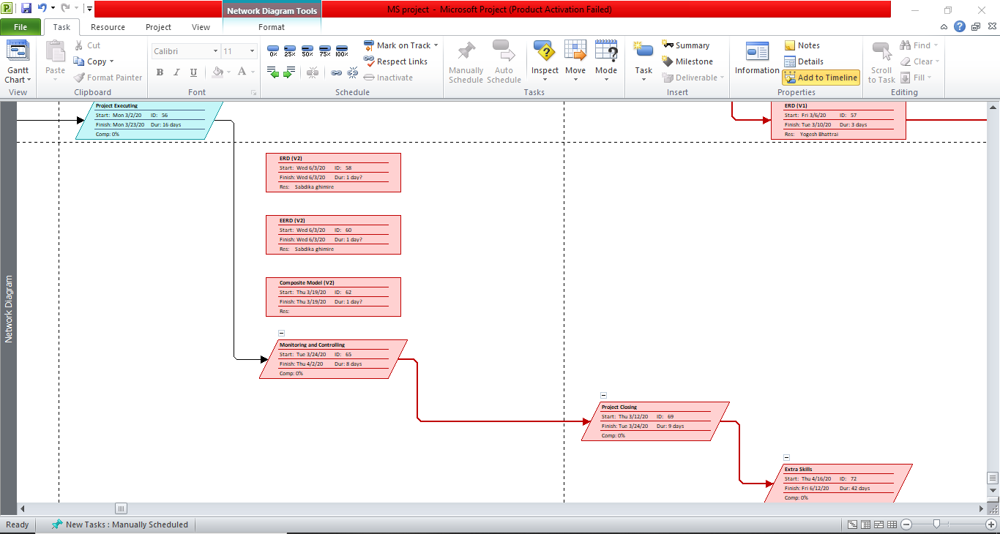 Network Diagram Tools
MS project - Microsoft Project (Product Activation Failed)
File
Task
Resource
Project
View
Format
Gantt Chart
View
Paste
Cut
Copy
Format Painter
Clipboard
Calibri
11
B I U
A
Font
0% 25% 50% 75% 100%
Mark on Track
Respect Links
Inactivate
Schedule
Manually Schedule
Auto Schedule
Inspect
Move
Mode
Tasks
Task
Summary
Milestone
Deliverable
Insert
Information
Notes
Details
Add to Timeline
Properties
Scroll to Task
Find
Clear
Fill
Editing
Network Diagram
Project Executing
Start: Mon 3/2/20 ID: 56
Finish: Mon 3/23/20 Dur: 16 days
Comp: 0%
ERD (V1)
Start: Fri 3/6/20 ID: 57
Finish: Tue 3/10/20 Dur: 3 days
Res: Yogesh Bhattrai
ERD (V2)
Start: Wed 6/3/20 ID: 58
Finish: Wed 6/3/20 Dur: 1 day?
Res: Sabdika ghimire
EERD (V2)
Start: Wed 6/3/20 ID: 60
Finish: Wed 6/3/20 Dur: 1 day?
Res: Sabdika ghimire
Composite Model (V2)
Start: Thu 3/19/20 ID: 62
Finish: Thu 3/19/20 Dur: 1 day?
Res:
Monitoring and Controlling
Start: Tue 3/24/20 ID: 65
Finish: Thu 4/2/20 Dur: 8 days
Comp: 0%
Project Closing
Start: Thu 3/12/20 ID: 69
Finish: Tue 3/24/20 Dur: 9 days
Comp: 0%
Extra Skills
Start: Thu 4/16/20 ID: 72
Finish: Fri 6/12/20 Dur: 42 days
Comp: 0%
Ready
New Tasks : Manually Scheduled